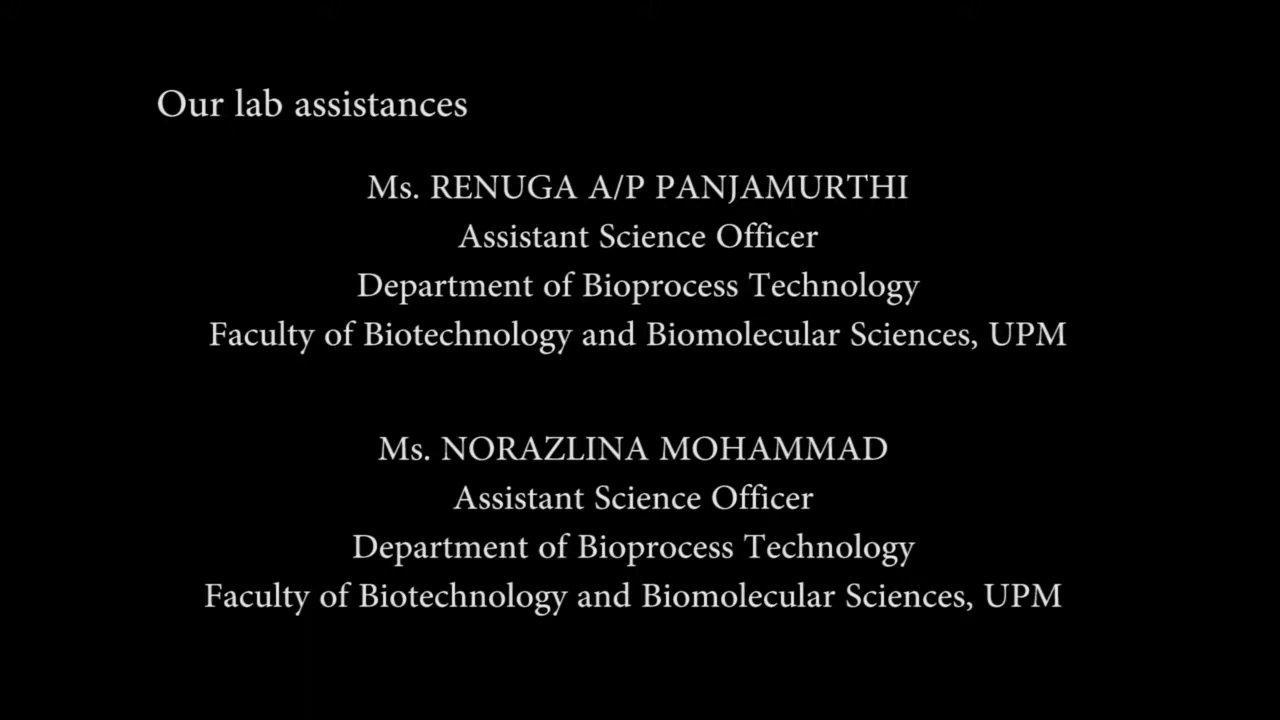 Our lab assistances
Ms. RENUGA A/P PANJAMURTHI
Assistant Science Officer
Department of Bioprocess Technology
Faculty of Biotechnology and Biomolecular Sciences, UPM
Ms. NORAZLINA MOHAMMAD
Assistant Science Officer
Department of Bioprocess Technology
Faculty of Biotechnology and Biomolecular Sciences, UPM